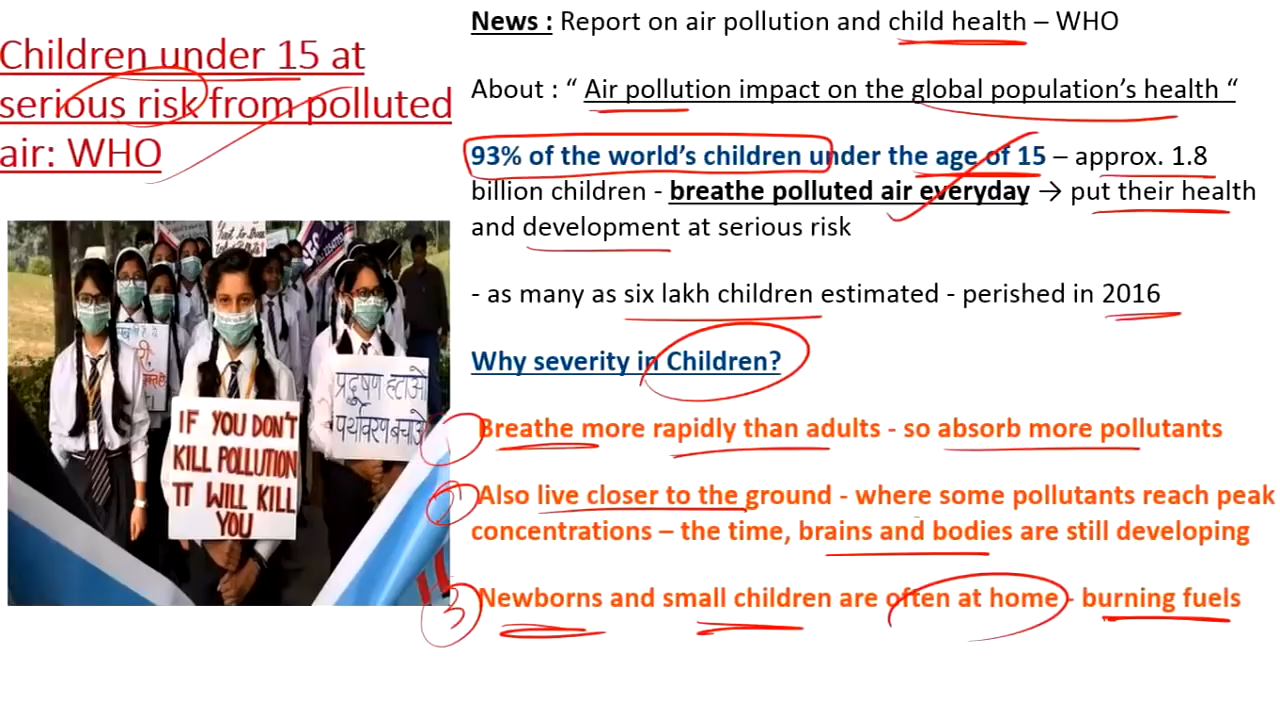 Children under 15 at
serious risk from polluted
air: WHO
News : Report on air pollution and child health – WHO
About : “ Air pollution impact on the global population’s health “
93% of the world’s children under the age of 15 – approx. 1.8
billion children - breathe polluted air everyday → put their health
and development at serious risk
- as many as six lakh children estimated - perished in 2016
Why severity in Children?
1 Breathe more rapidly than adults - so absorb more pollutants
Also live closer to the ground - where some pollutants reach peak
concentrations – the time, brains and bodies are still developing
3 Newborns and small children are often at home - burning fuels
IF YOU DON'T
KILL POLLUTION
IT WILL KILL
YOU
प्रदूषण हटाओ
पर्यावरण बचाओ